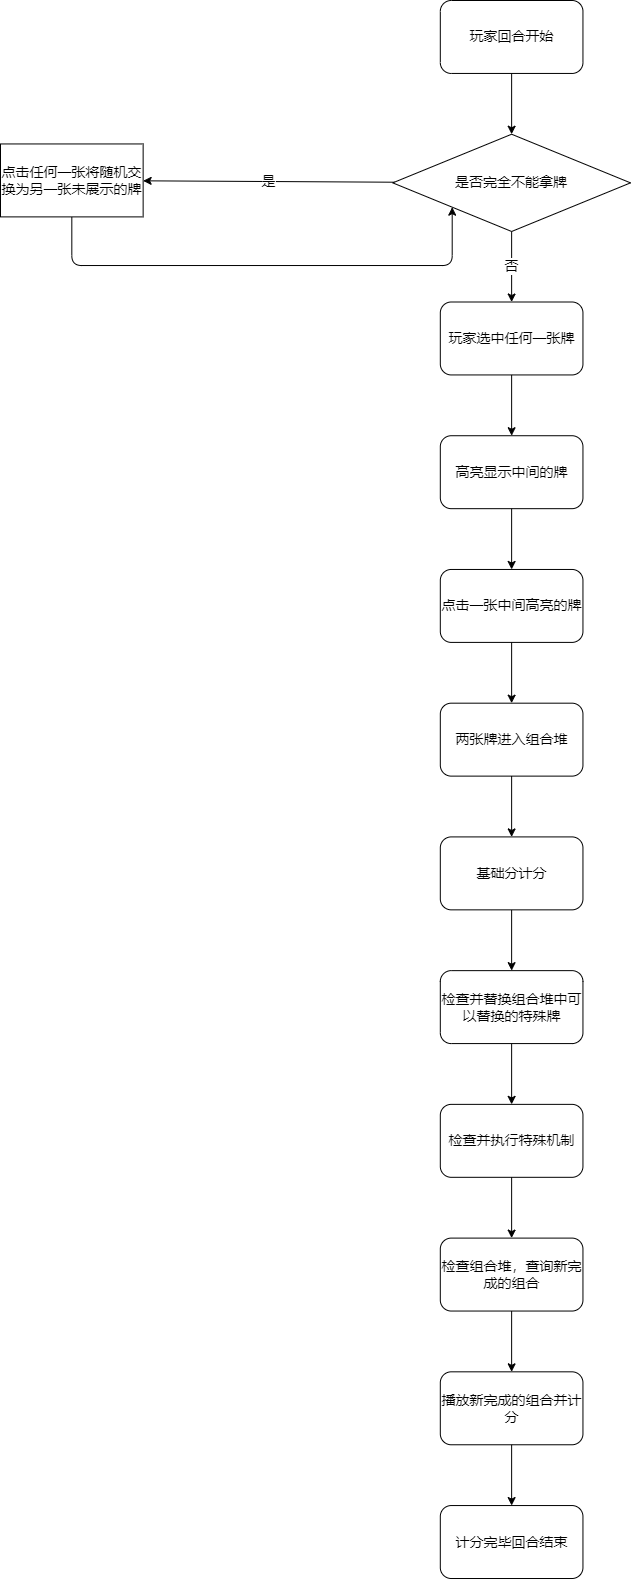 玩家回合开始
是否完全不能拿牌
是
点击任何一张将随机交
换为另一张未展示的牌
否
玩家选中任何一张牌
高亮显示中间的牌
点击一张中间高亮的牌
两张牌进入组合堆
基础分计分
检查并替换组合堆中可
以替换的特殊牌
检查并执行特殊机制
检查组合堆，查询新完
成的组合
播放新完成的组合并计
分
计分完毕回合结束